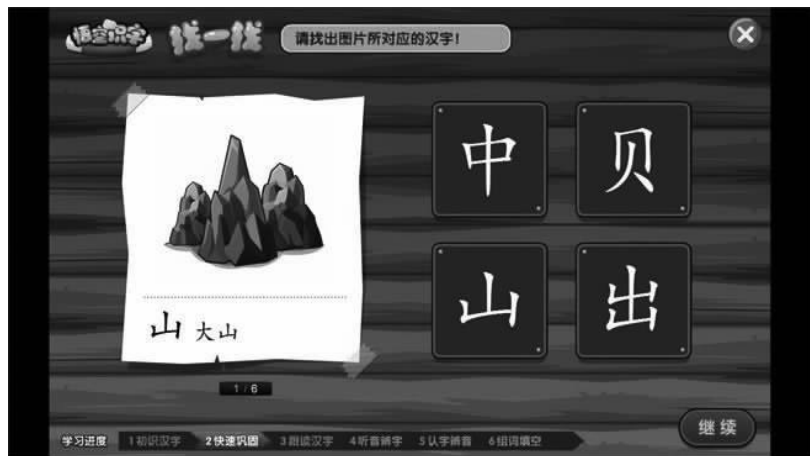 悟空识字 找一找 请找出图片所对应的汉字！
中 贝
山 出
山 大山
1 / 6
继续
学习进度 1初识汉字 2快速巩固 3跟读汉字 4听音辨字 5认字辨音 6组词填空